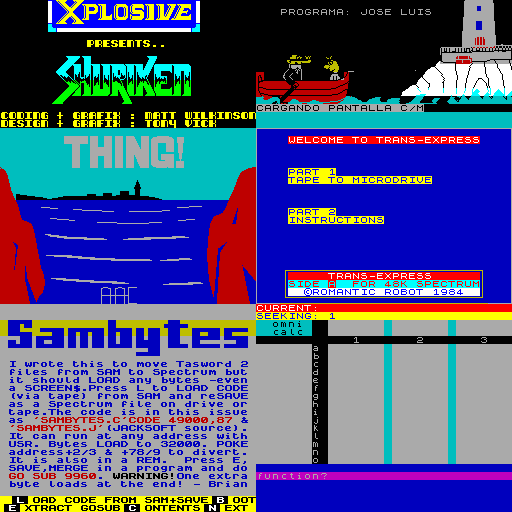 XPLOSIVE
PRESENTS..
SHURIKEN
CODING + GRAFIX : MATT WILKINSON
DESIGN + GRAFIX : TONY VICK
PROGRAMA: JOSE LUIS
CARGANDO PANTALLA C/M
THING!
WELCOME TO TRANS-EXPRESS
PART 1
TAPE TO MICRODRIVE
PART 2
INSTRUCTIONS
TRANS-EXPRESS
SIDE B FOR 48K SPECTRUM
©ROMANTIC ROBOT 1984
CURRENT:
SEEKING: 1
Sambytes
I wrote this to move Tasword 2
files from SAM to Spectrum but
it should LOAD any bytes -even
a SCREEN$.Press L to LOAD CODE
(via tape) from SAM and reSAVE
as a Spectrum file on drive or
tape.The code is in this issue
as 'SAMBYTES.C'CODE 49000,87 &
'SAMBYTES.J'(JACKSOFT source).
It can run at any address with
USR. Bytes LOAD to 32000. POKE
address+2/3 & +78/9 to divert.
It is also in a REM.  Press E,
SAVE,MERGE in a program and do
GO SUB 9960. WARNING!One extra
byte loads at the end! - Brian
L OAD CODE FROM SAM+SAVE B OOT
E XTRACT GOSUB C ONTENTS N EXT
omni
calc
1 2 3
a
b
c
d
e
f
g
h
i
j
k
l
m
n
o
function?